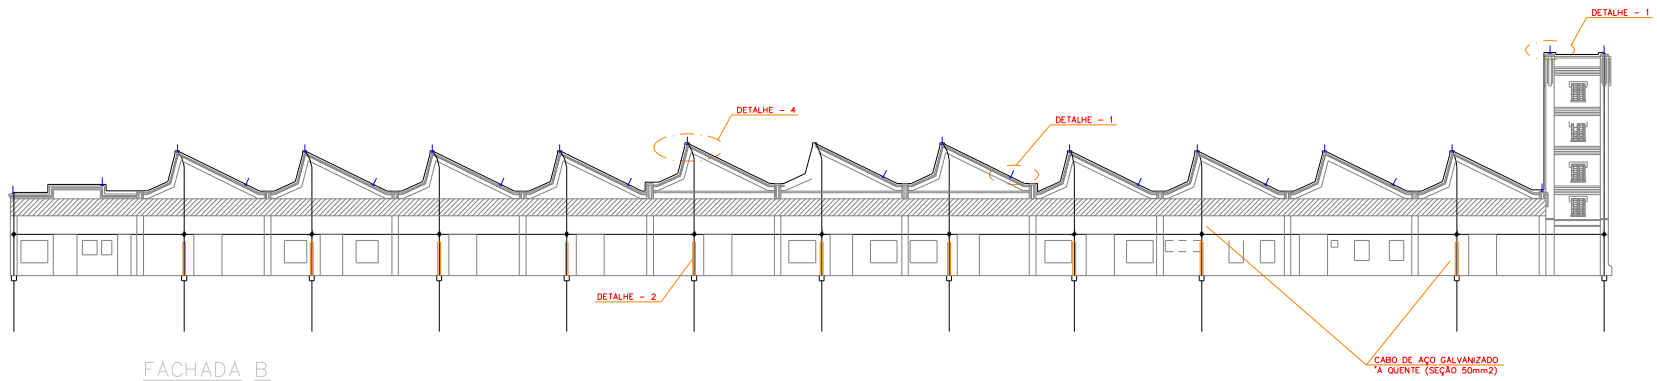 DETALHE - 1
DETALHE - 4
DETALHE - 1
DETALHE - 2
CABO DE AÇO GALVANIZADO
'A QUENTE (SEÇÃO 50mm2)
FACHADA B